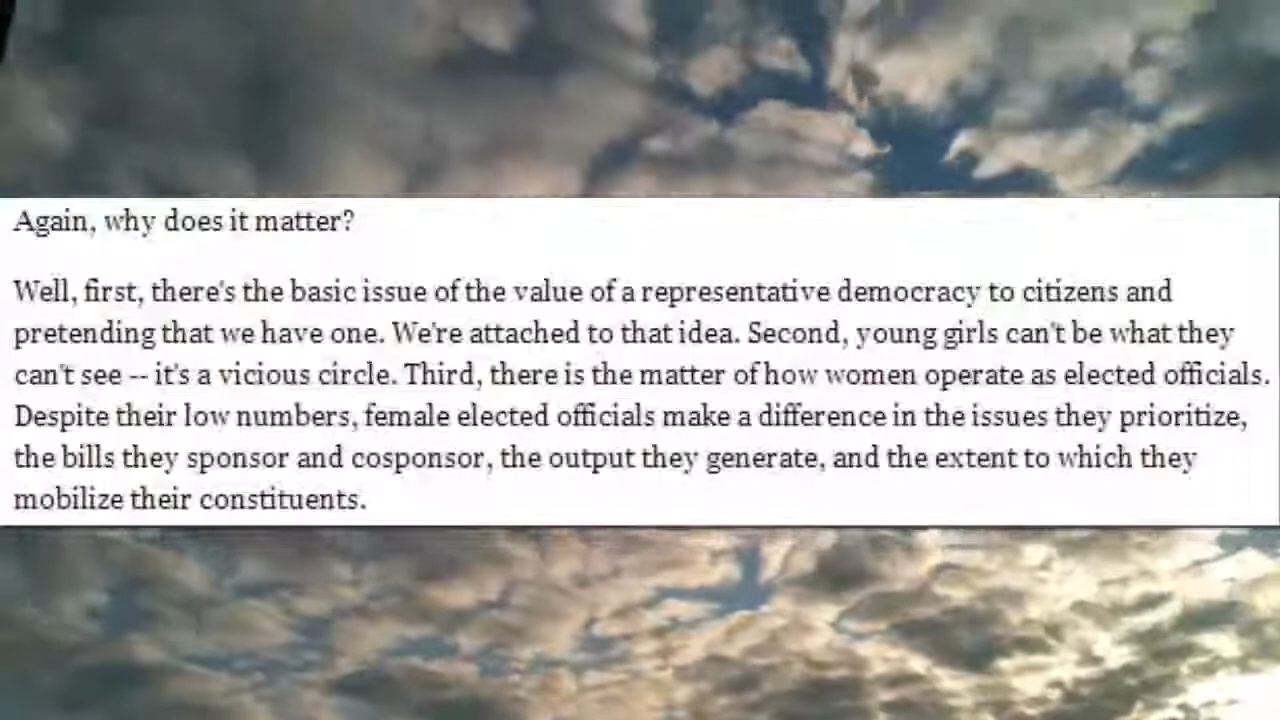 Again, why does it matter?
Well, first, there's the basic issue of the value of a representative democracy to citizens and
pretending that we have one. We're attached to that idea. Second, young girls can't be what they
can't see -- it's a vicious circle. Third, there is the matter of how women operate as elected officials.
Despite their low numbers, female elected officials make a difference in the issues they prioritize,
the bills they sponsor and cosponsor, the output they generate, and the extent to which they
mobilize their constituents.